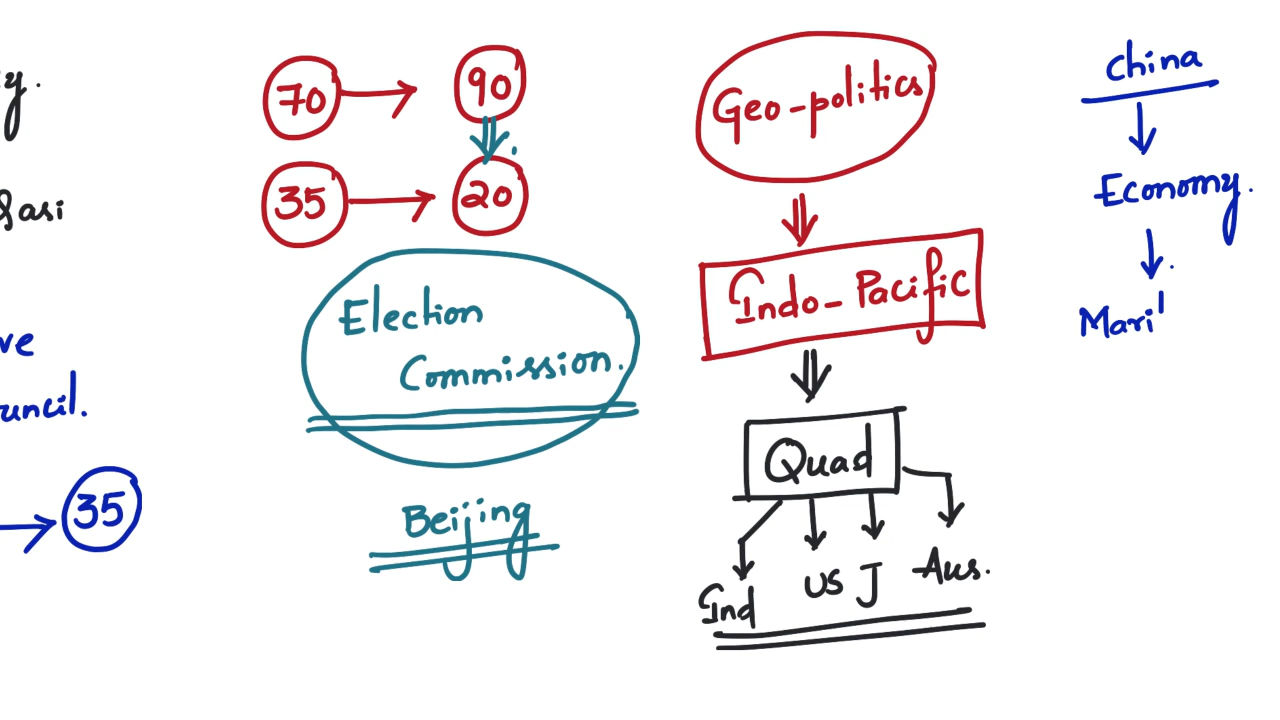 y.
sasi
ve
uncil.
35
70 → 90
35 → 20
Election
Commission.
Beijing
Geo-politics
Indo-Pacific
Quad
Ind US J Aus.
China
Economy.
Mari'